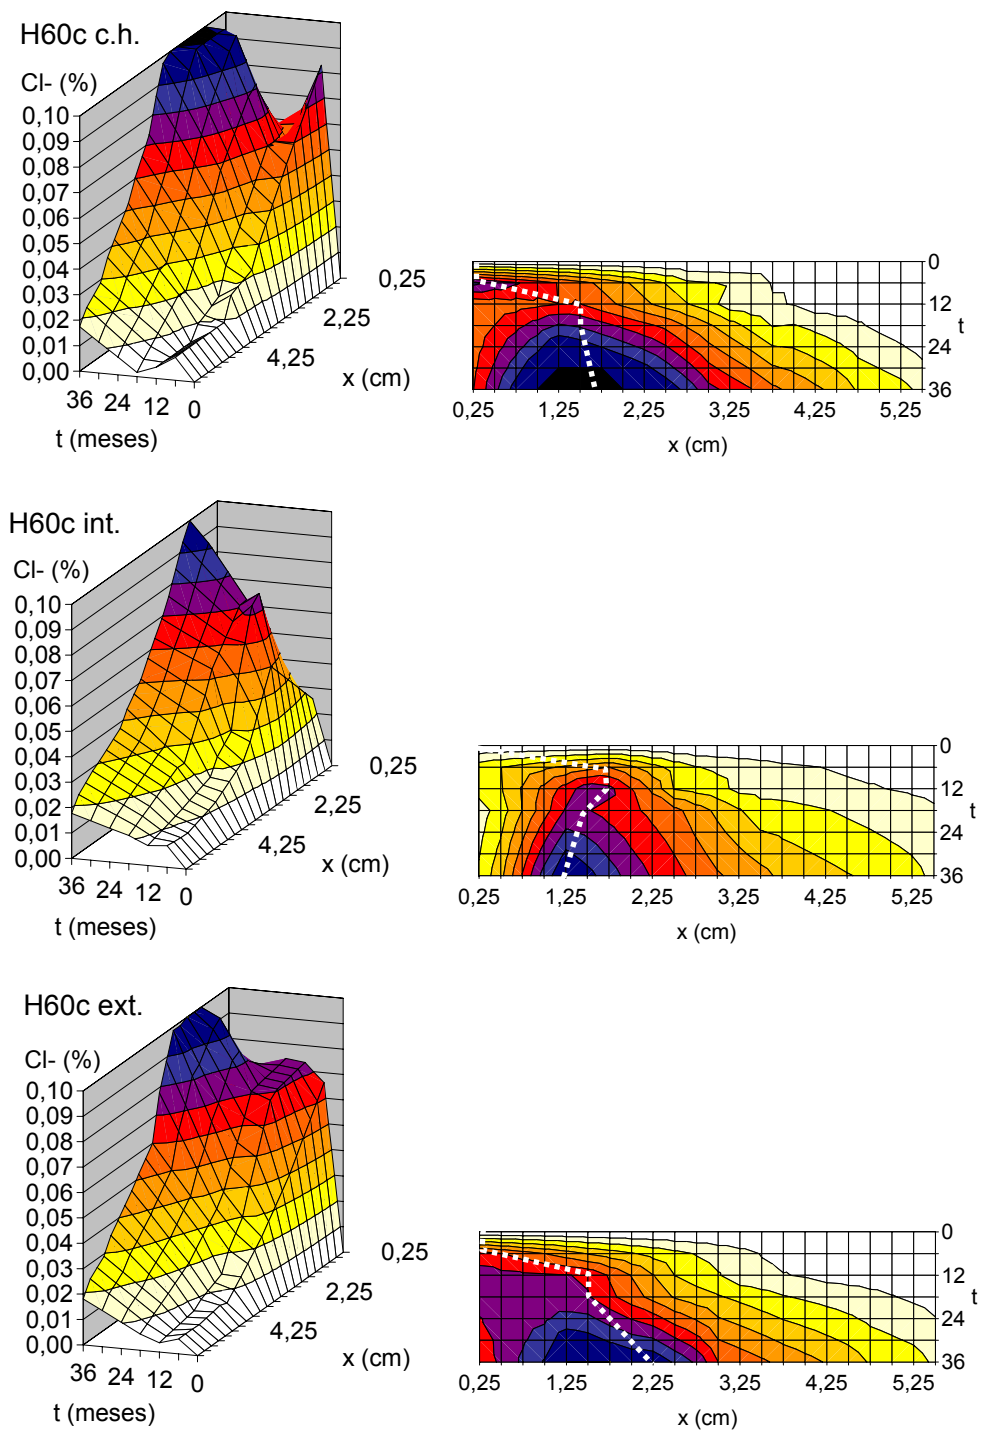 H60c c.h.
Cl- (%)
0,10
0,09
0,08
0,07
0,06
0,05
0,04
0,03
0,02
0,01
0,00
36 24 12 0
t (meses)
0,25
2,25
4,25
x (cm)
0
12
24
36
t
0,25 1,25 2,25 3,25 4,25 5,25
x (cm)
H60c int.
Cl- (%)
0,10
0,09
0,08
0,07
0,06
0,05
0,04
0,03
0,02
0,01
0,00
36 24 12 0
t (meses)
0,25
2,25
4,25
x (cm)
0
12
24
36
t
0,25 1,25 2,25 3,25 4,25 5,25
x (cm)
H60c ext.
Cl- (%)
0,10
0,09
0,08
0,07
0,06
0,05
0,04
0,03
0,02
0,01
0,00
36 24 12 0
t (meses)
0,25
2,25
4,25
x (cm)
0
12
24
36
t
0,25 1,25 2,25 3,25 4,25 5,25
x (cm)